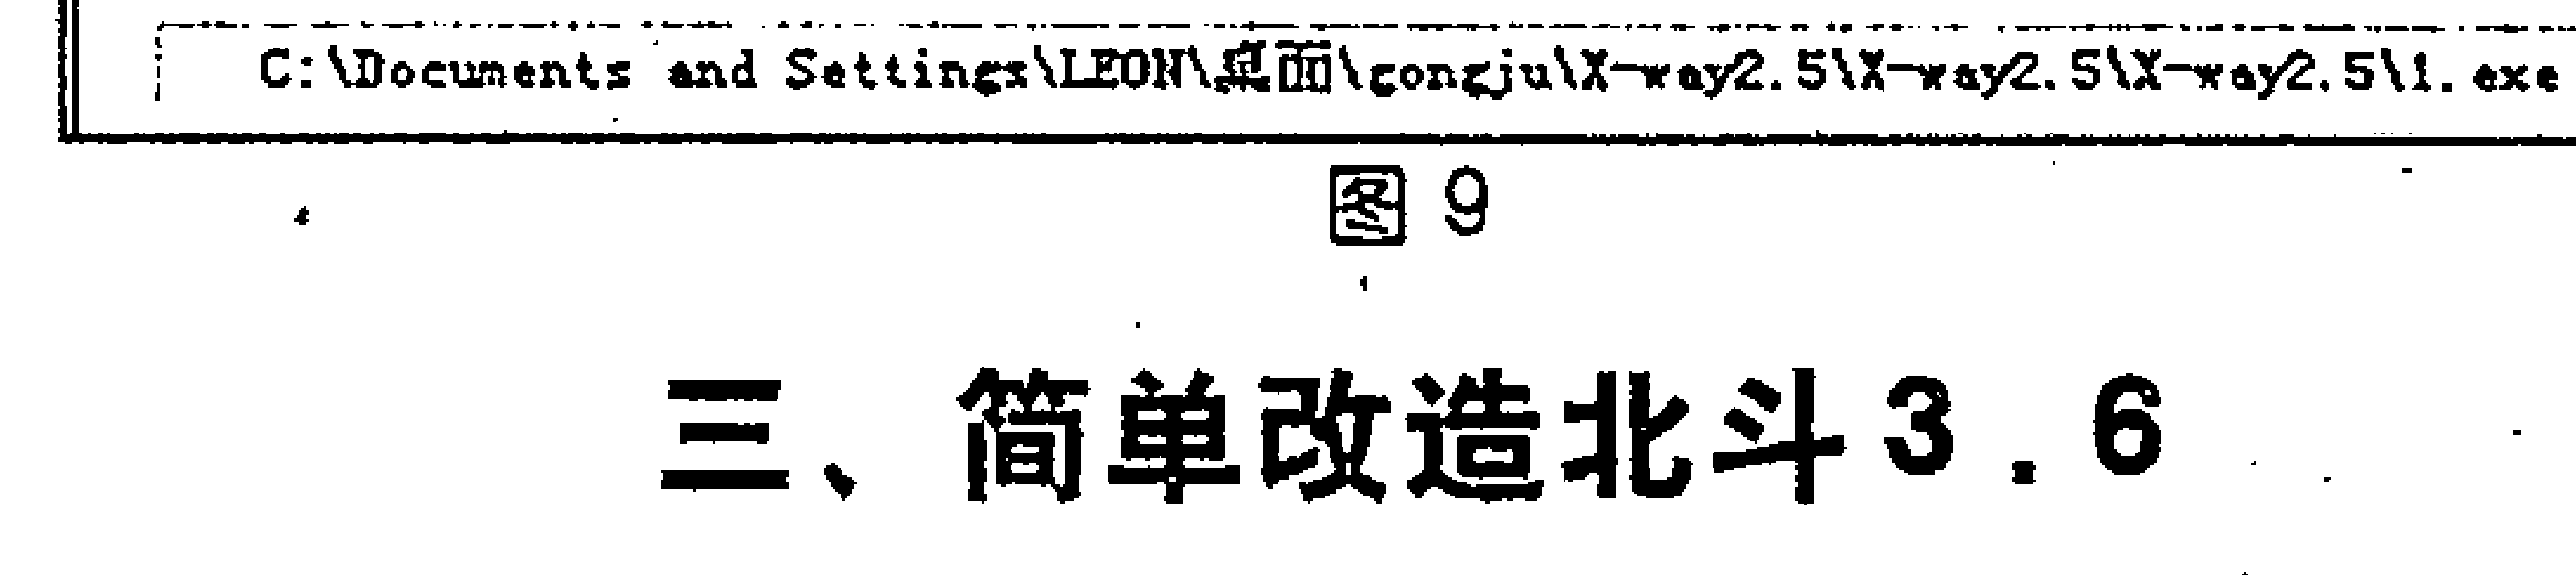 C:\Documents and Settings\LEON\桌面\gongju\X-way2.5\X-way2.5\X-way2.5\1.exe
图 9
三、简单改造北斗3.6